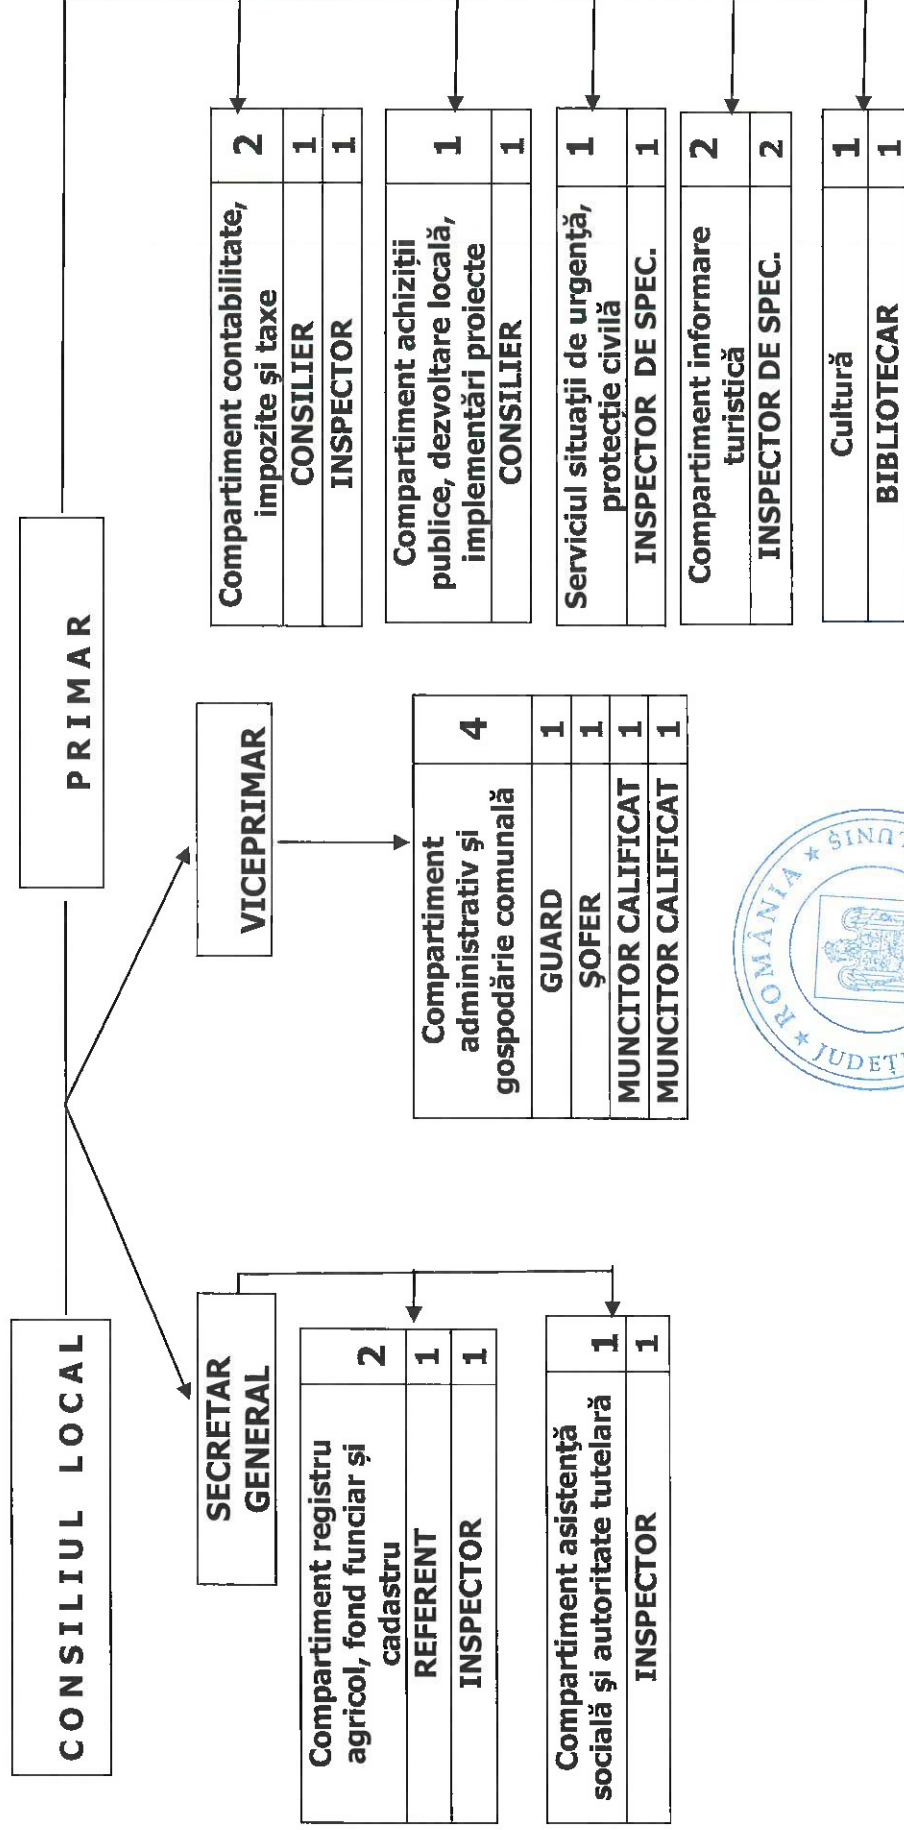 CONSILIUL LOCAL
PRIMAR
SECRETAR
GENERAL
VICEPRIMAR
Compartiment registru
agricol, fond funciar și
cadastru
2
REFERENT 1
INSPECTOR 1
Compartiment asistență
socială și autoritate tutelară
1
INSPECTOR 1
Compartiment
administrativ și
gospodărie comunală
4
GUARD 1
ȘOFER 1
MUNCITOR CALIFICAT 1
MUNCITOR CALIFICAT 1
Compartiment contabilitate,
impozite și taxe
2
CONSILIER 1
INSPECTOR 1
Compartiment achiziții
publice, dezvoltare locală,
implementări proiecte
1
CONSILIER 1
Serviciul situații de urgență,
protecție civilă
1
INSPECTOR DE SPEC. 1
Compartiment informare
turistică
2
INSPECTOR DE SPEC. 2
Cultură 1
BIBLIOTECAR 1
ROMÂNIA